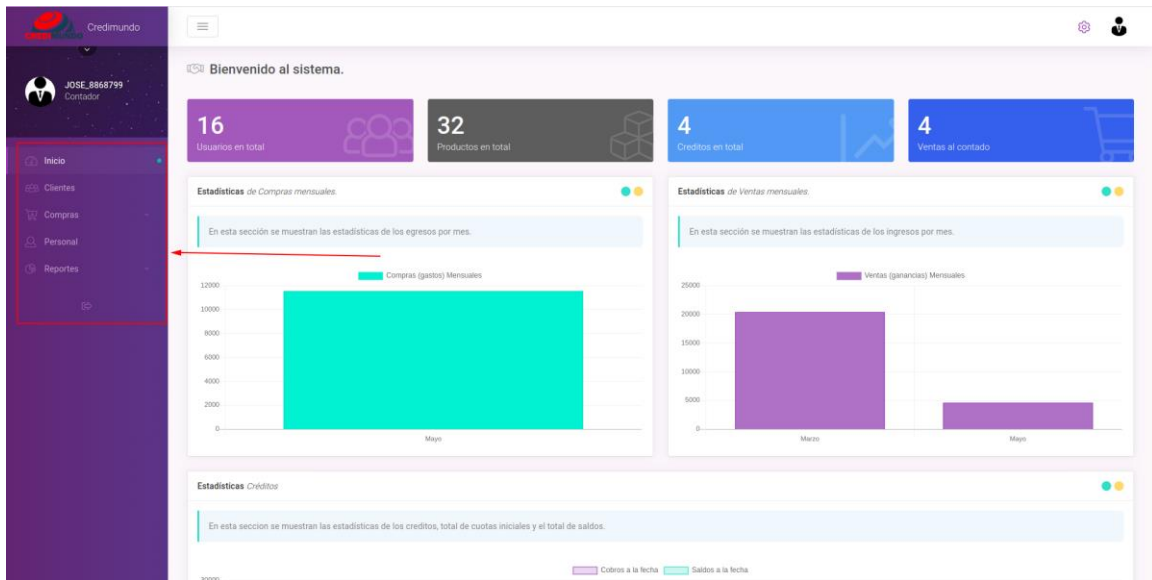 Credimundo
JOSE_8868799
Contador
Inicio
Clientes
Compras
Personal
Reportes
Bienvenido al sistema.
16
Usuarios en total
32
Productos en total
4
Creditos en total
4
Ventas al contado
Estadísticas de Compras mensuales.
En esta sección se muestran las estadísticas de los egresos por mes.
Compras (gastos) Mensuales
12000
10000
8000
6000
4000
2000
0
Mayo
Estadísticas de Ventas mensuales.
En esta sección se muestran las estadísticas de los ingresos por mes.
Ventas (ganancias) Mensuales
25000
20000
15000
10000
5000
0
Marzo
Mayo
Estadísticas Créditos
En esta seccion se muestran las estadísticas de los creditos, total de cuotas iniciales y el total de saldos.
Cobros a la fecha
Saldos a la fecha